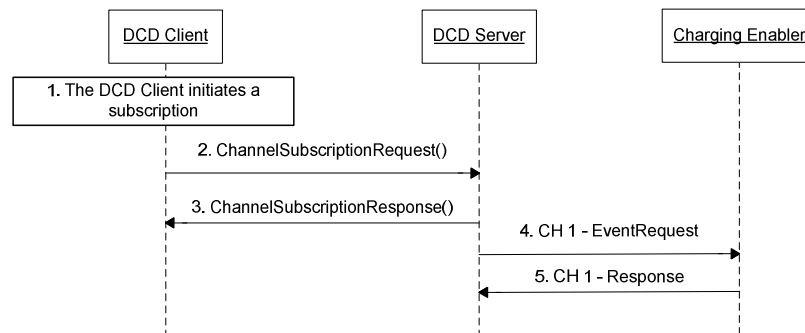 DCD Client
DCD Server
Charging Enabler
1. The DCD Client initiates a
subscription
2. ChannelSubscriptionRequest()
3. ChannelSubscriptionResponse()
4. CH 1 - EventRequest
5. CH 1 - Response